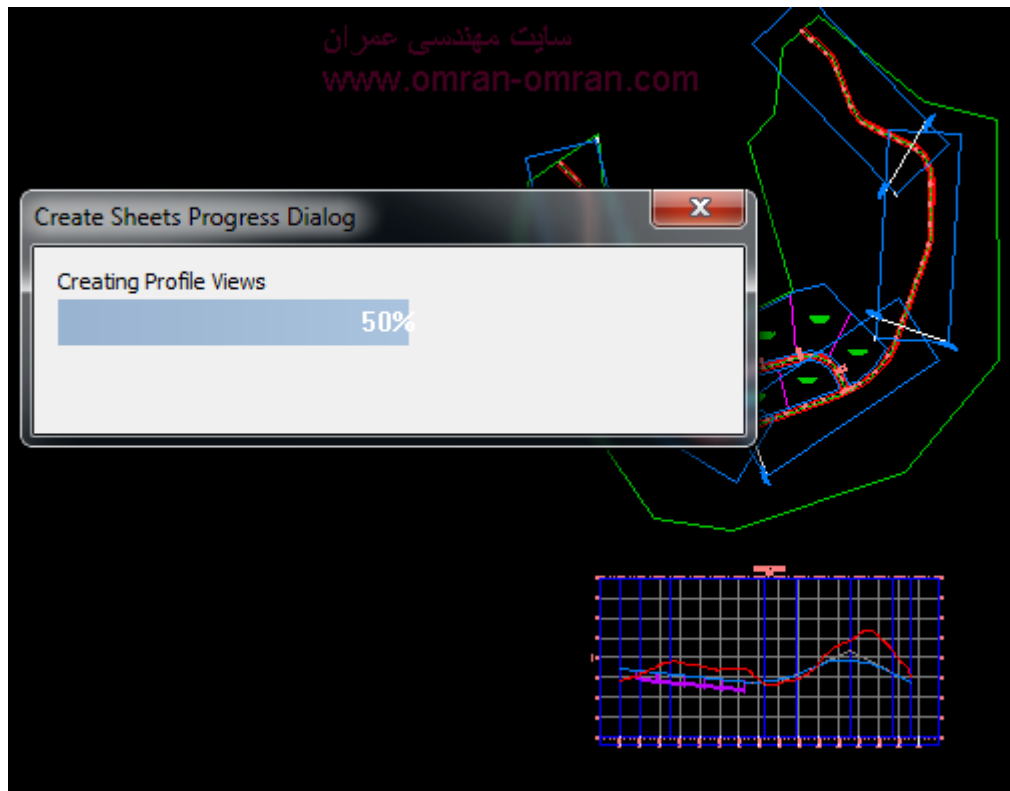 سایت مهندسی عمران
www.omran-omran.com
Create Sheets Progress Dialog
Creating Profile Views
50%